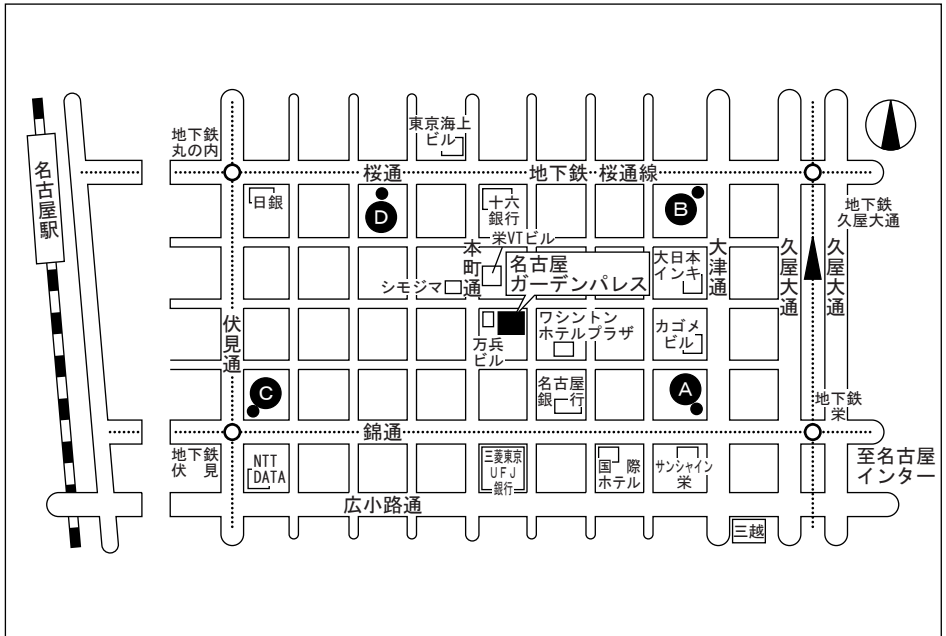 東京海上
ビル
地下鉄
丸の内
桜通
地下鉄 桜通線
名古屋駅
日銀
D
十六
銀行
B
地下鉄
久屋大通
栄VTビル
本町通
名古屋
ガーデンパレス
大日本
インキ
大津通
久屋大通
久屋大通
シモジマ
伏見通
万兵
ビル
ワシントン
ホテルプラザ
カゴメ
ビル
C
名古屋
銀行
A
地下鉄
栄
錦通
地下鉄
伏見
NTT
DATA
三菱東京
UFJ
銀行
国際
ホテル
サンシャイン
栄
至名古屋
インター
広小路通
三越